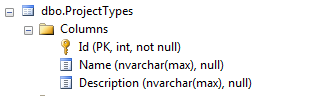 dbo.ProjectTypes
Columns
Id (PK, int, not null)
Name (nvarchar(max), null)
Description (nvarchar(max), null)